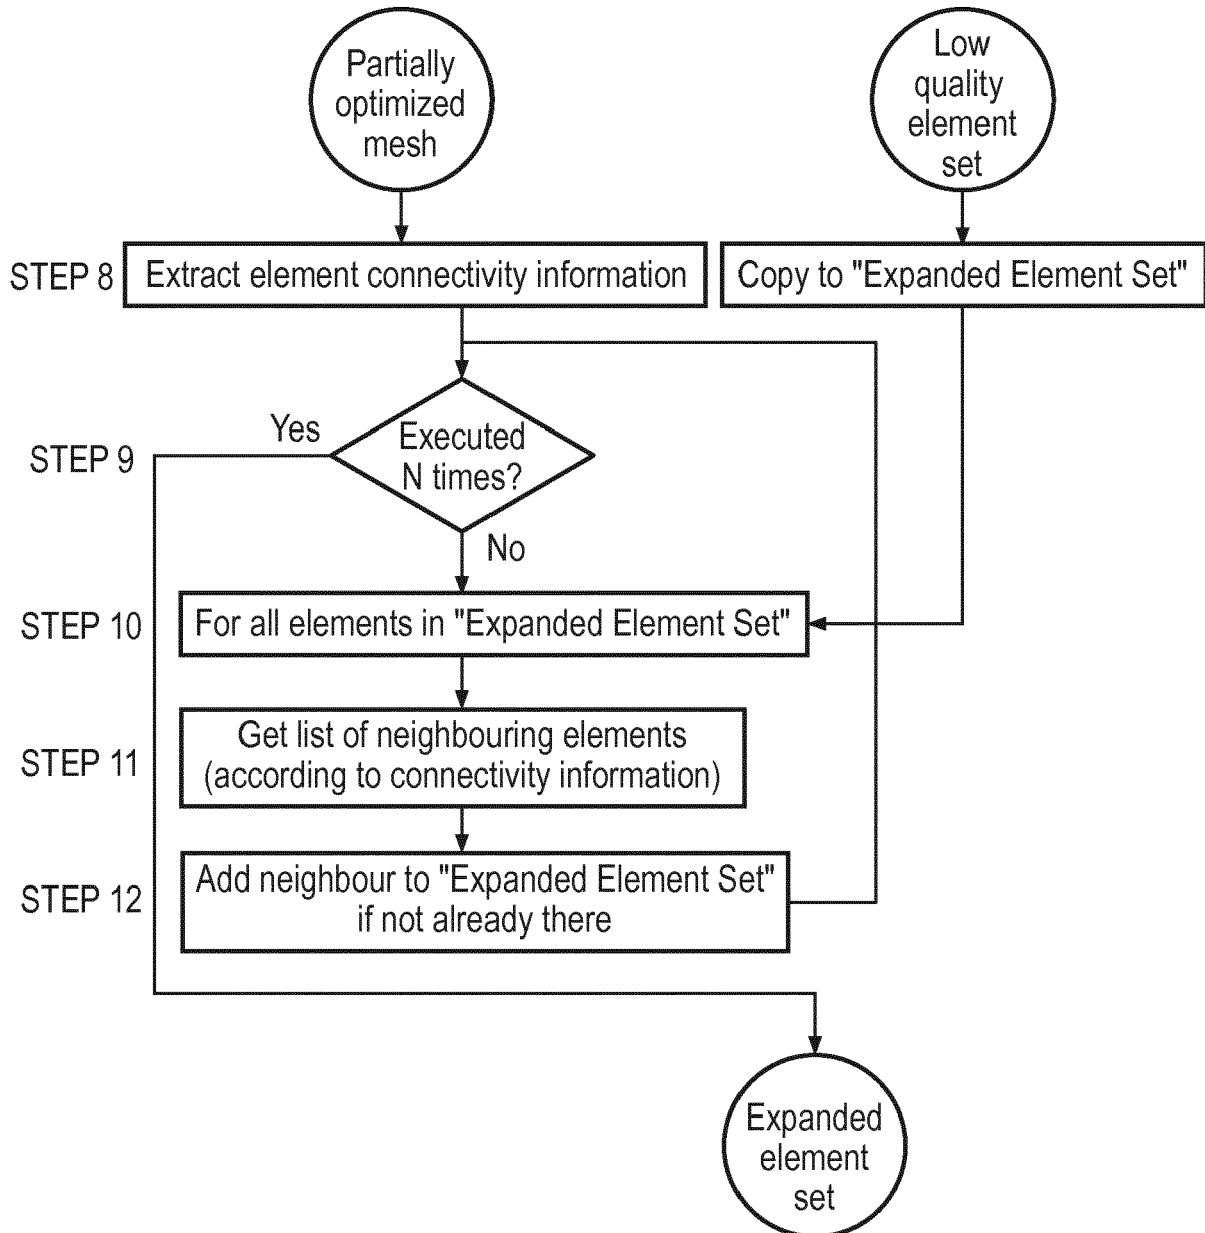 Partially
optimized
mesh
Low
quality
element
set
STEP 8
Extract element connectivity information
Copy to "Expanded Element Set"
STEP 9
Yes
Executed
N times?
No
STEP 10
For all elements in "Expanded Element Set"
STEP 11
Get list of neighbouring elements
(according to connectivity information)
STEP 12
Add neighbour to "Expanded Element Set"
if not already there
Expanded
element
set